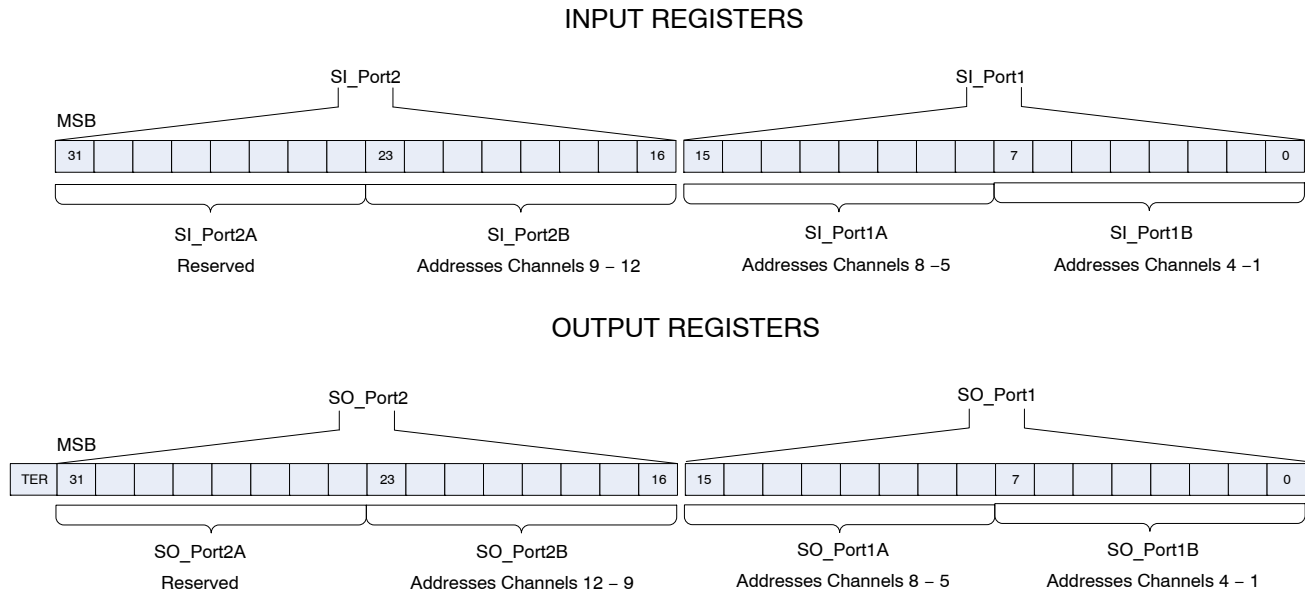 INPUT REGISTERS
SI_Port2
SI_Port1
MSB
31 23 16 15 7 0
SI_Port2A
SI_Port2B
SI_Port1A
SI_Port1B
Reserved
Addresses Channels 9 – 12
Addresses Channels 8 –5
Addresses Channels 4 –1
OUTPUT REGISTERS
SO_Port2
SO_Port1
MSB
TER 31 23 16 15 7 0
SO_Port2A
SO_Port2B
SO_Port1A
SO_Port1B
Reserved
Addresses Channels 12 – 9
Addresses Channels 8 – 5
Addresses Channels 4 – 1